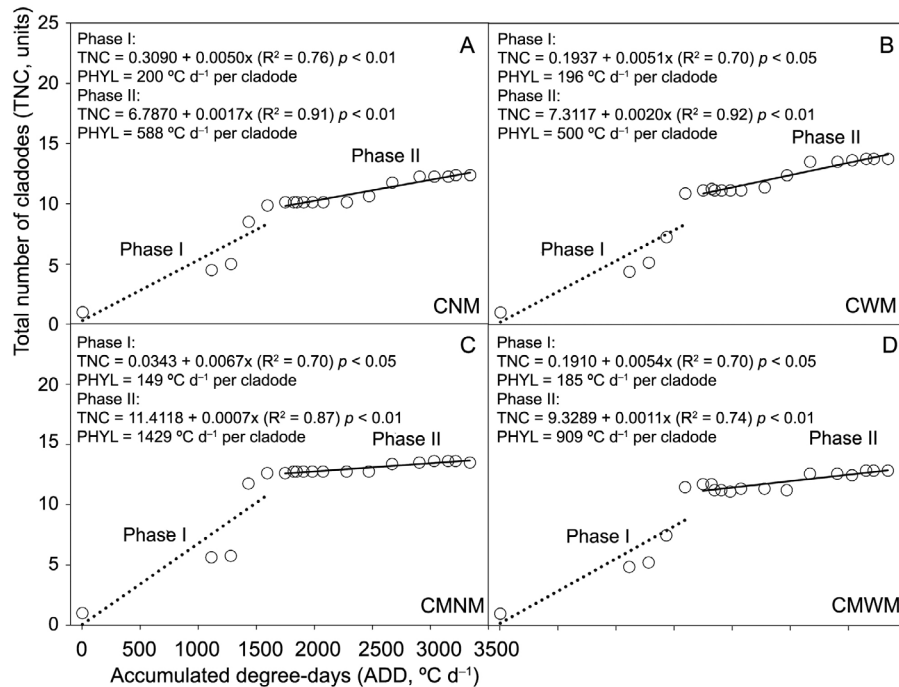 Total number of cladodes (TNC, units)
25
20
15
10
5
0
Phase I:
TNC = 0.3090 + 0.0050x (R² = 0.76) p < 0.01
PHYL = 200 ºC d⁻¹ per cladode
Phase II:
TNC = 6.7870 + 0.0017x (R² = 0.91) p < 0.01
PHYL = 588 ºC d⁻¹ per cladode
A
Phase II
Phase I
CNM
Phase I:
TNC = 0.1937 + 0.0051x (R² = 0.70) p < 0.05
PHYL = 196 ºC d⁻¹ per cladode
Phase II:
TNC = 7.3117 + 0.0020x (R² = 0.92) p < 0.01
PHYL = 500 ºC d⁻¹ per cladode
B
Phase II
Phase I
CWM
20
15
10
5
0
Phase I:
TNC = 0.0343 + 0.0067x (R² = 0.70) p < 0.05
PHYL = 149 ºC d⁻¹ per cladode
Phase II:
TNC = 11.4118 + 0.0007x (R² = 0.87) p < 0.01
PHYL = 1429 ºC d⁻¹ per cladode
C
Phase II
Phase I
CMNM
Phase I:
TNC = 0.1910 + 0.0054x (R² = 0.70) p < 0.05
PHYL = 185 ºC d⁻¹ per cladode
Phase II:
TNC = 9.3289 + 0.0011x (R² = 0.74) p < 0.01
PHYL = 909 ºC d⁻¹ per cladode
D
Phase II
Phase I
CMWM
0 500 1000 1500 2000 2500 3000 3500
Accumulated degree-days (ADD, ºC d⁻¹)